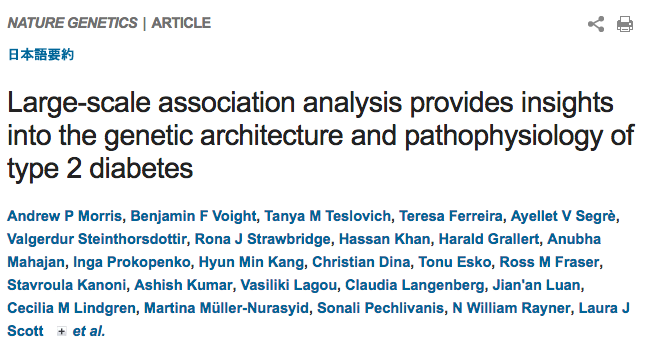 NATURE GENETICS | ARTICLE
日本語要約
Large-scale association analysis provides insights
into the genetic architecture and pathophysiology of
type 2 diabetes
Andrew P Morris, Benjamin F Voight, Tanya M Teslovich, Teresa Ferreira, Ayellet V Segrè,
Valgerdur Steinthorsdottir, Rona J Strawbridge, Hassan Khan, Harald Grallert, Anubha
Mahajan, Inga Prokopenko, Hyun Min Kang, Christian Dina, Tonu Esko, Ross M Fraser,
Stavroula Kanoni, Ashish Kumar, Vasiliki Lagou, Claudia Langenberg, Jian'an Luan,
Cecilia M Lindgren, Martina Müller-Nurasyid, Sonali Pechlivanis, N William Rayner, Laura J
Scott + et al.